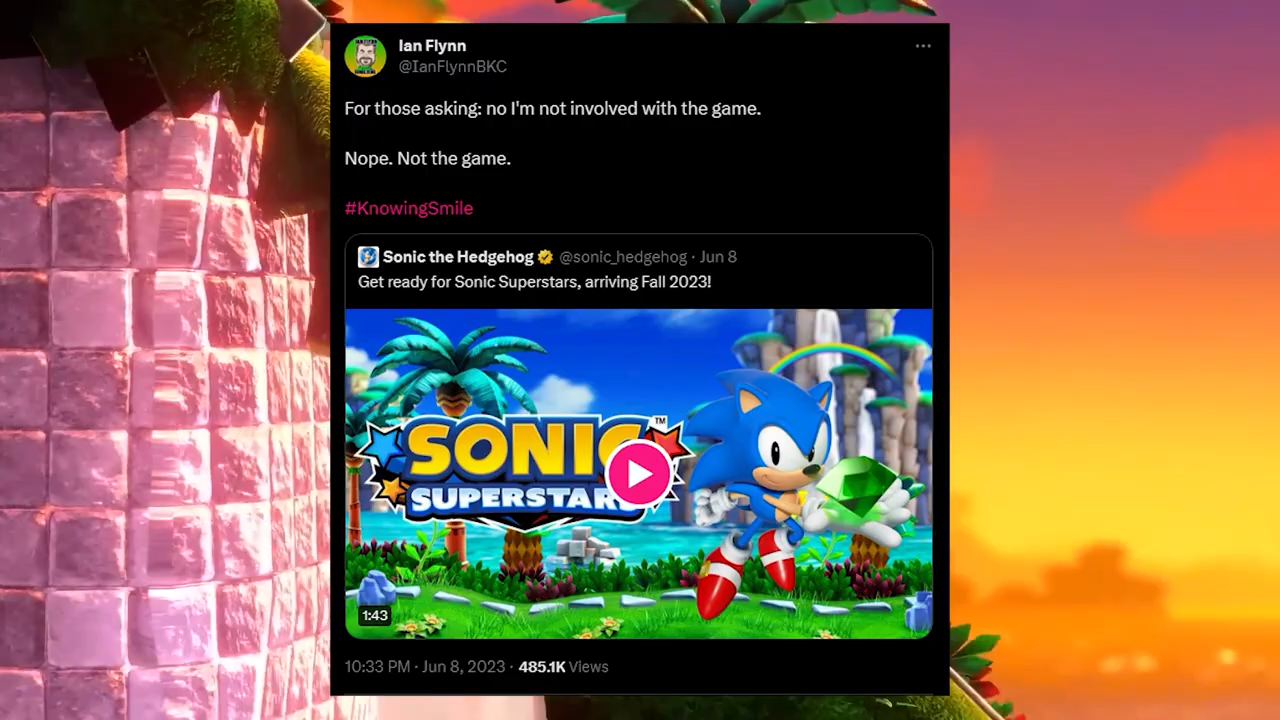 Ian Flynn
@IanFlynnBKC
For those asking: no I'm not involved with the game.
Nope. Not the game.
#KnowingSmile
Sonic the Hedgehog @sonic_hedgehog · Jun 8
Get ready for Sonic Superstars, arriving Fall 2023!
SONIC
TM
SUPERSTARS
1:43
10:33 PM · Jun 8, 2023 · 485.1K Views